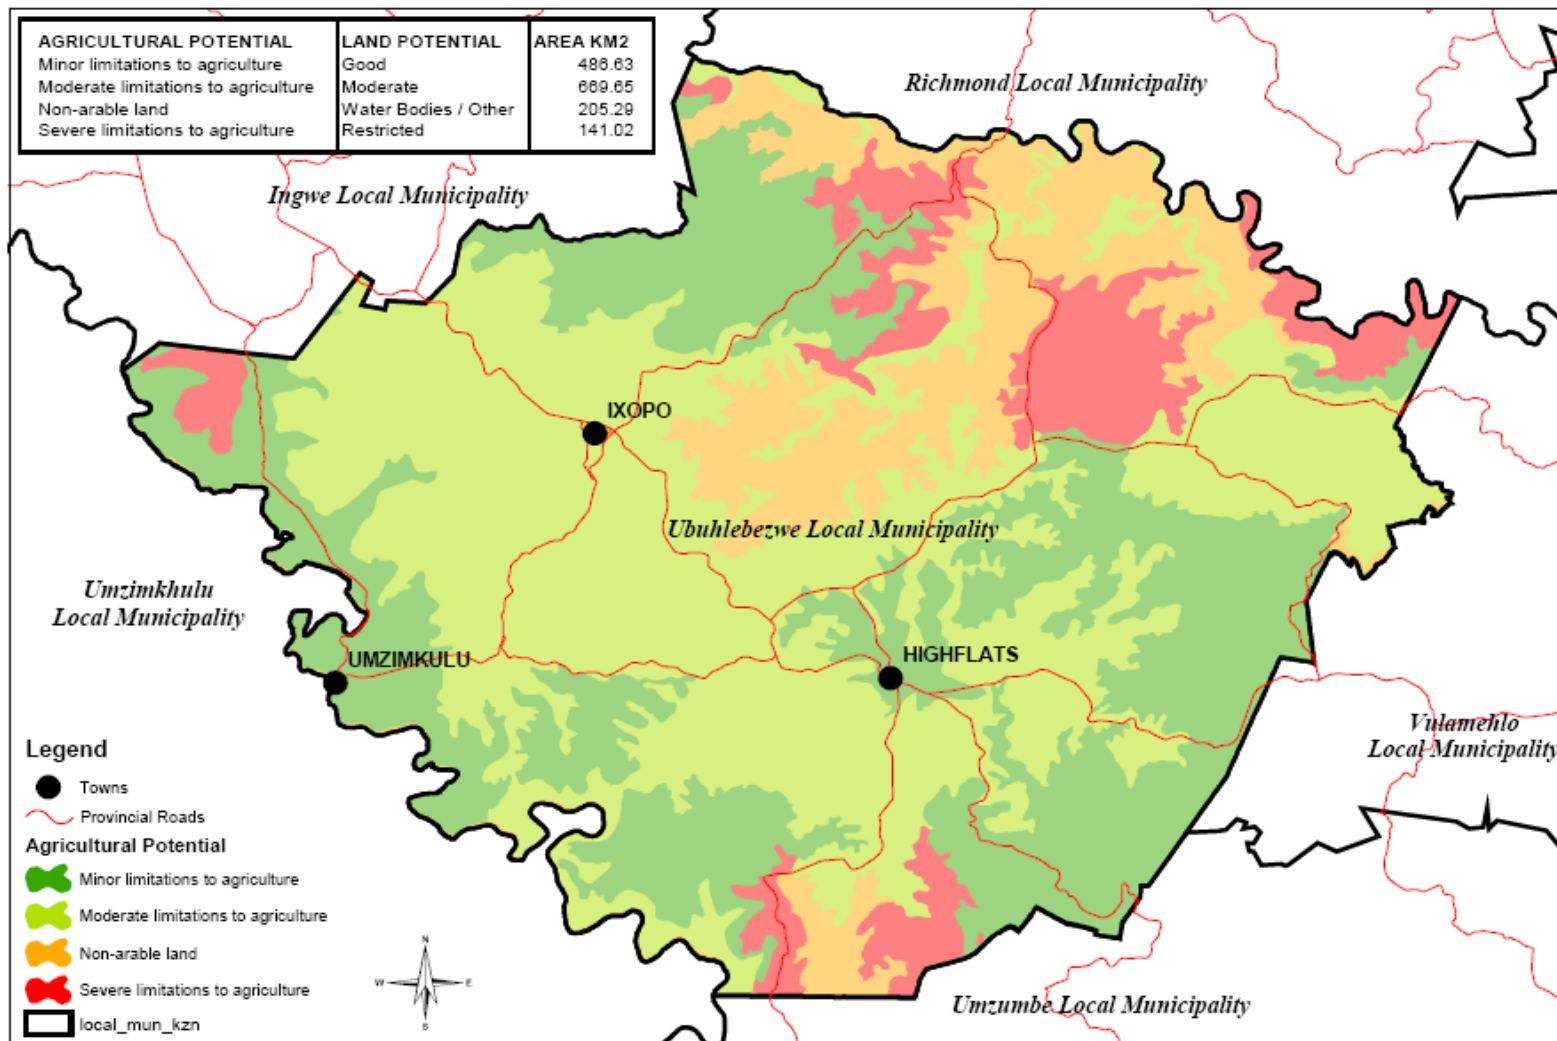 AGRICULTURAL POTENTIAL LAND POTENTIAL AREA KM2
Minor limitations to agriculture Good 486.63
Moderate limitations to agriculture Moderate 669.65
Non-arable land Water Bodies / Other 205.29
Severe limitations to agriculture Restricted 141.02
Richmond Local Municipality
Ingwe Local Municipality
IXOPO
Ubuhlebezwe Local Municipality
Umzimkhulu
Local Municipality
UMZIMKULU
HIGHFLATS
Vulamehlo
Local Municipality
Umzumbe Local Municipality
Legend
Towns
Provincial Roads
Agricultural Potential
Minor limitations to agriculture
Moderate limitations to agriculture
Non-arable land
Severe limitations to agriculture
local_mun_kzn
N
W E
S